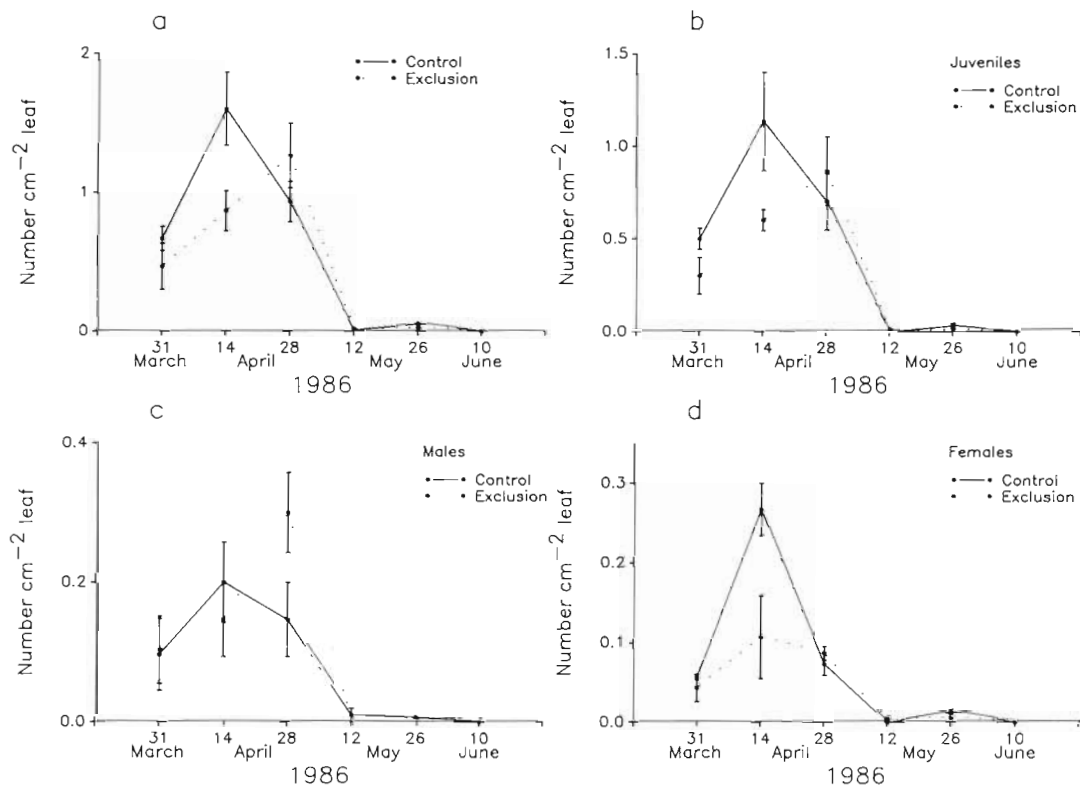 a
2
1
0
Number cm⁻² leaf
Control
Exclusion
31 14 28 12 26 10
March April May June
1986
b
1.5
1.0
0.5
0.0
Number cm⁻² leaf
Juveniles
Control
Exclusion
31 14 28 12 26 10
March April May June
1986
c
0.4
0.2
0.0
Number cm⁻² leaf
Males
Control
Exclusion
31 14 28 12 26 10
March April May June
1986
d
0.3
0.2
0.1
0.0
Number cm⁻² leaf
Females
Control
Exclusion
31 14 28 12 26 10
March April May June
1986